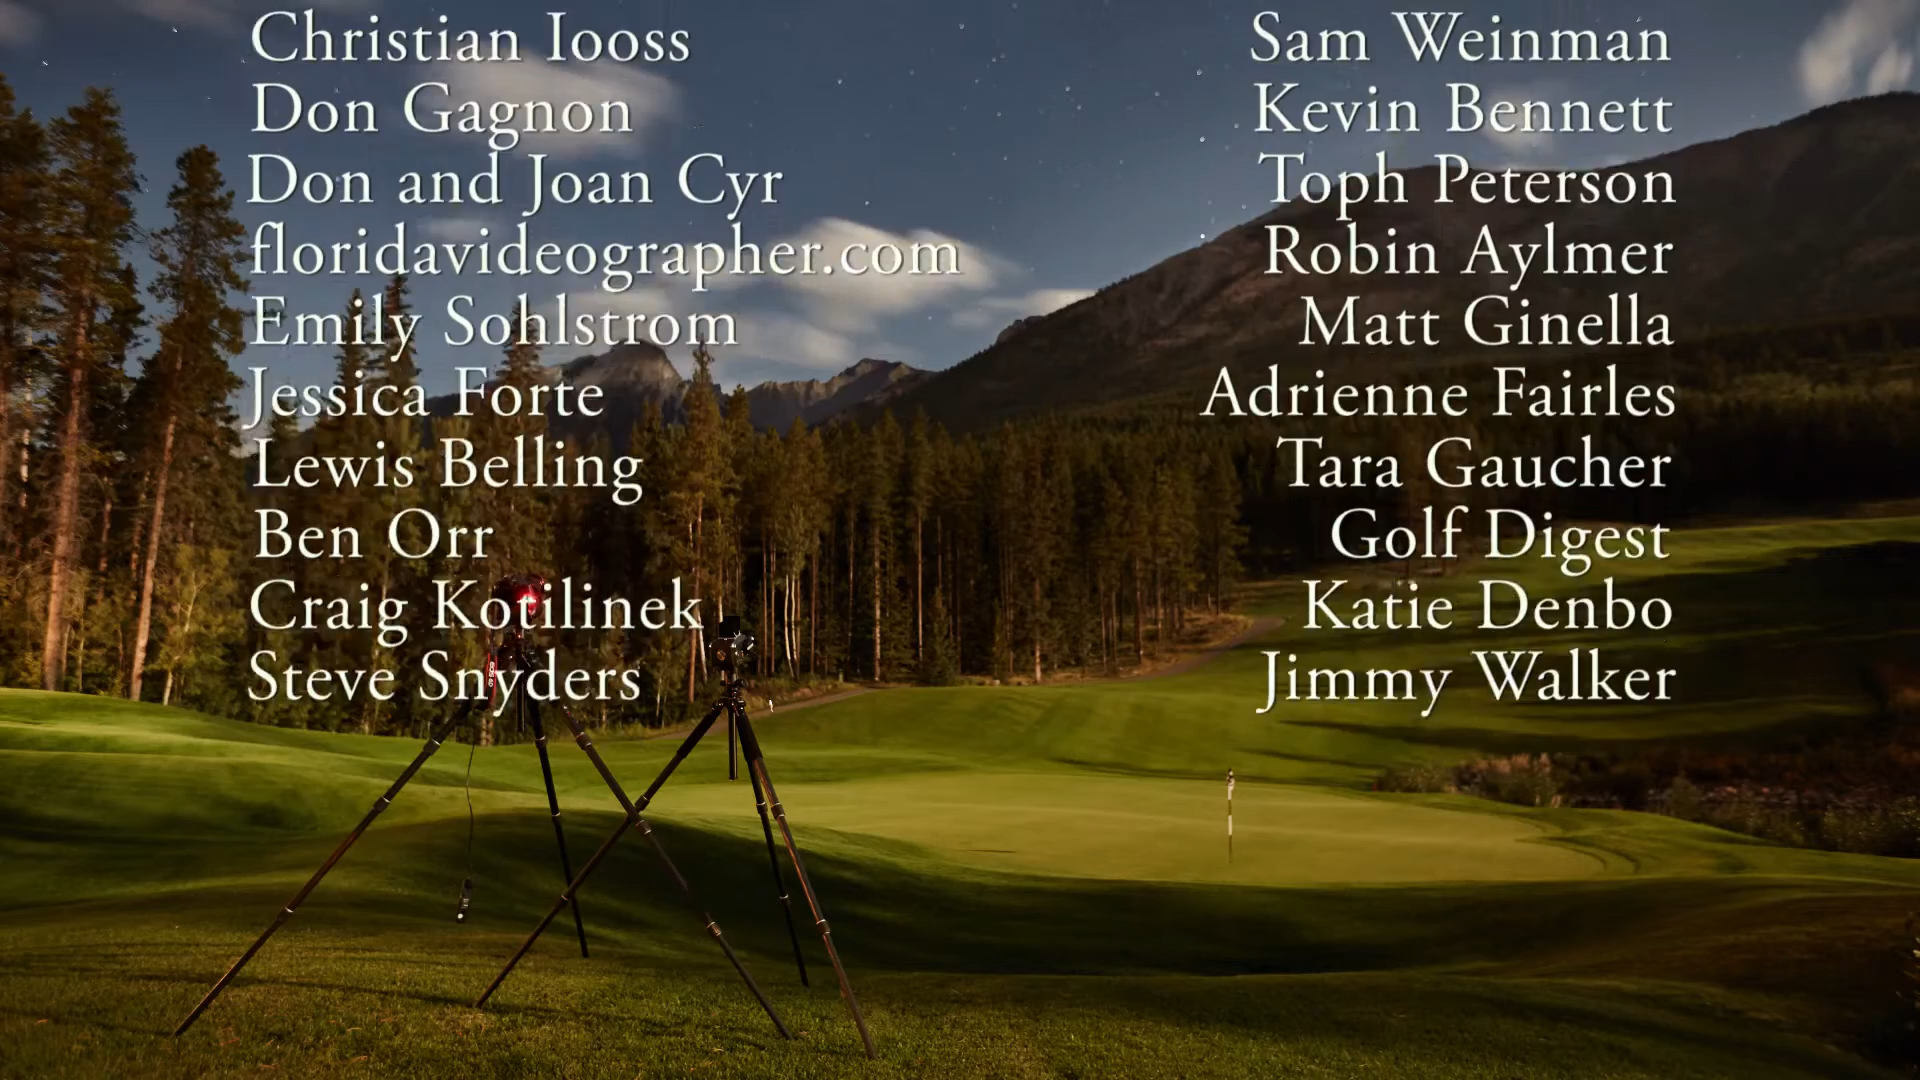 Christian Iooss
Don Gagnon
Don and Joan Cyr
floridavideographer.com
Emily Sohlstrom
Jessica Forte
Lewis Belling
Ben Orr
Craig Kotilinek
Steve Snyders
Sam Weinman
Kevin Bennett
Toph Peterson
Robin Aylmer
Matt Ginella
Adrienne Fairles
Tara Gaucher
Golf Digest
Katie Denbo
Jimmy Walker